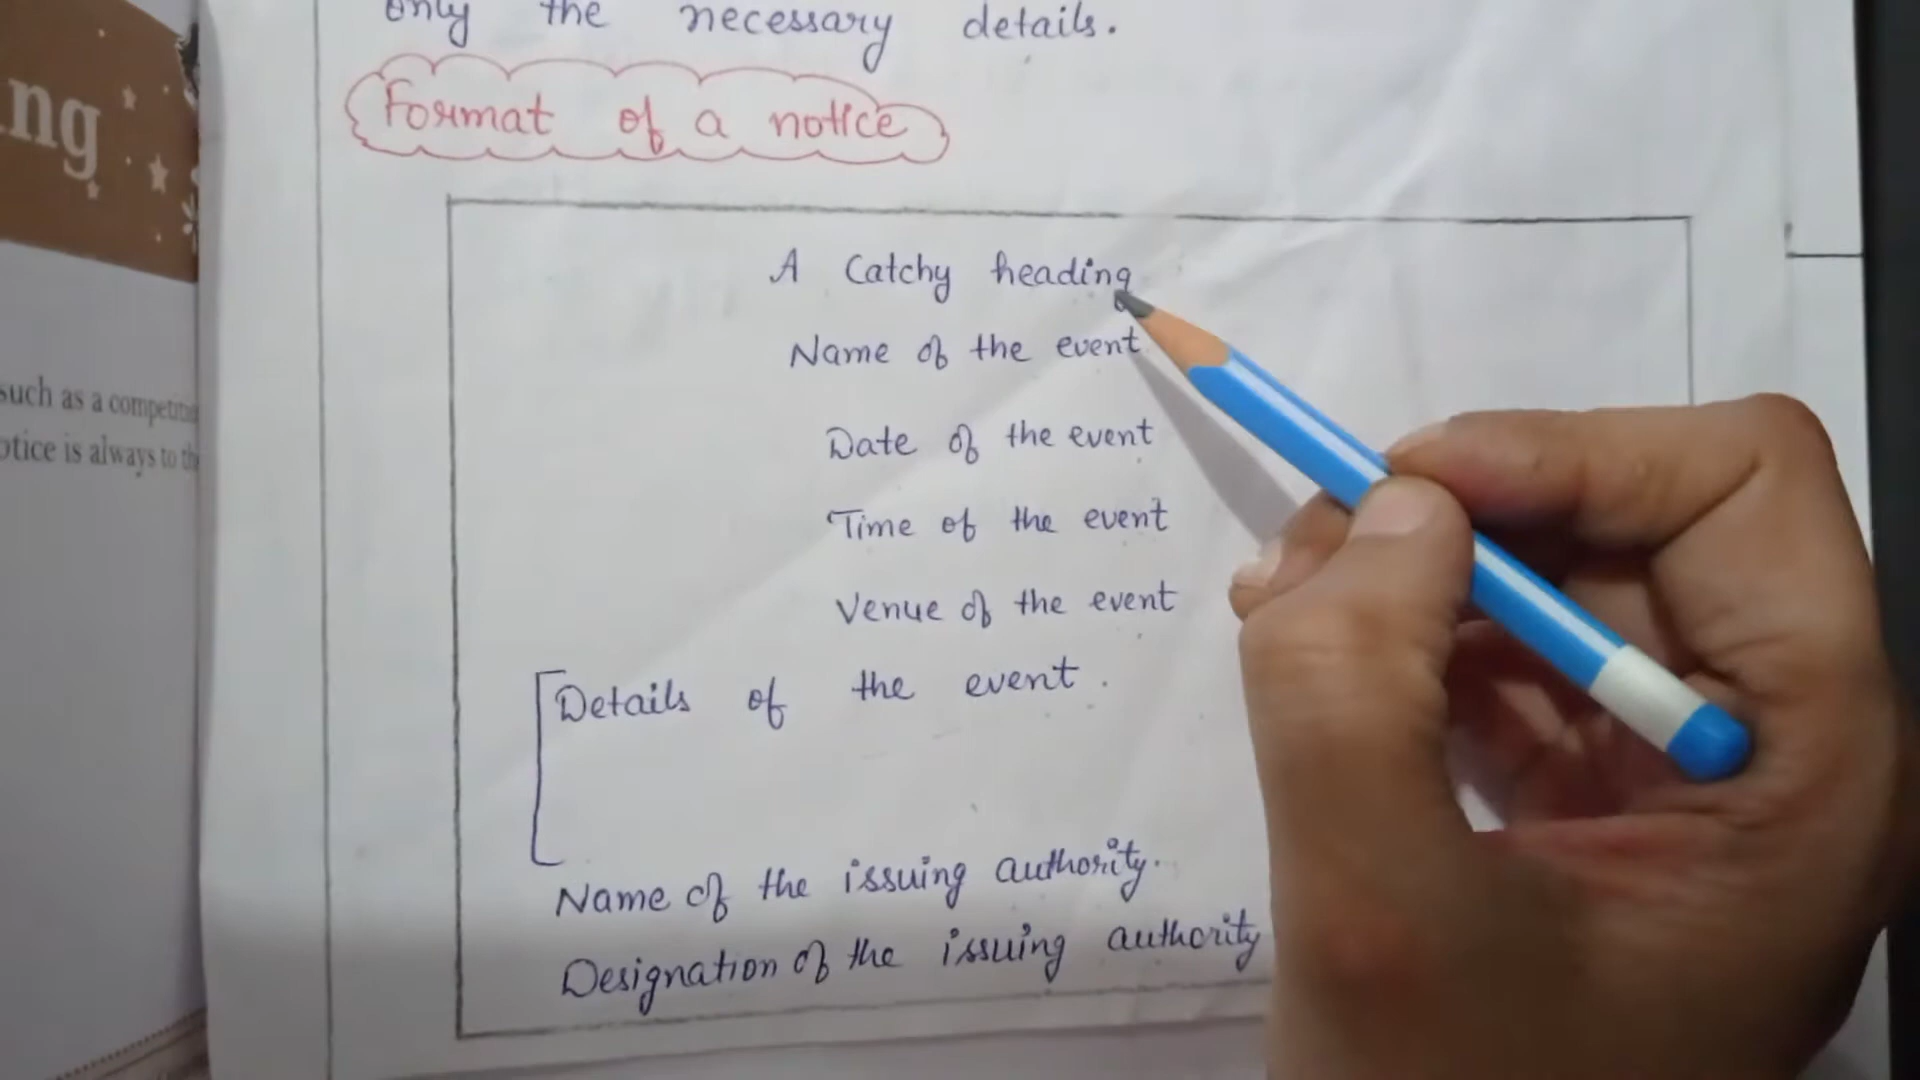 ng
such as a
otice is always to
only the necessary details.
Format of a notice
A Catchy heading
Name of the event
Date of the event
Time of the event
Venue of the event
Details of the event.
Name of the issuing authority.
Designation of the issuing authority